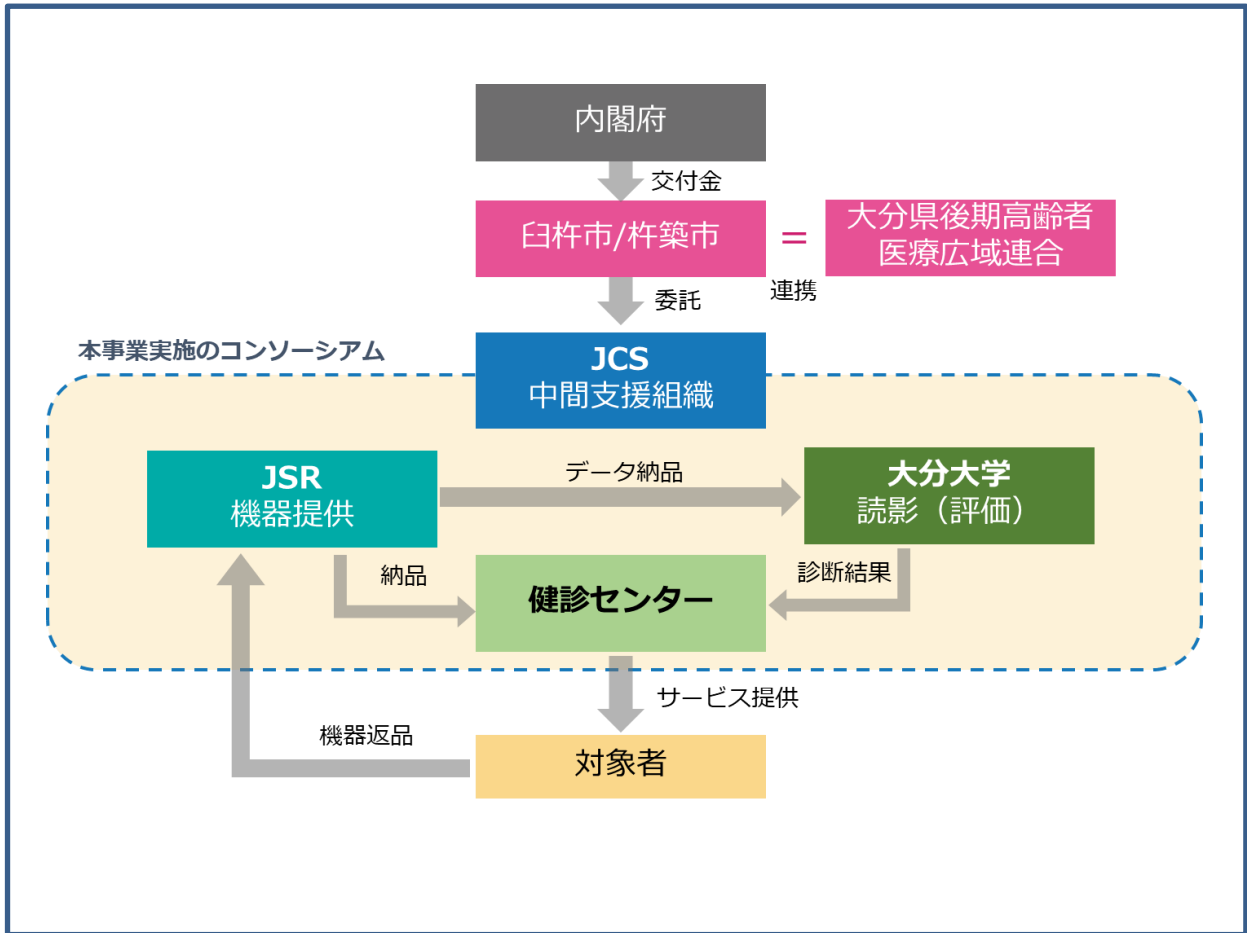 内閣府
交付金
臼杵市/杵築市
＝
大分県後期高齢者
医療広域連合
連携
委託
本事業実施のコンソーシアム
JCS
中間支援組織
JSR
機器提供
データ納品
大分大学
読影（評価）
納品
健診センター
診断結果
サービス提供
機器返品
対象者